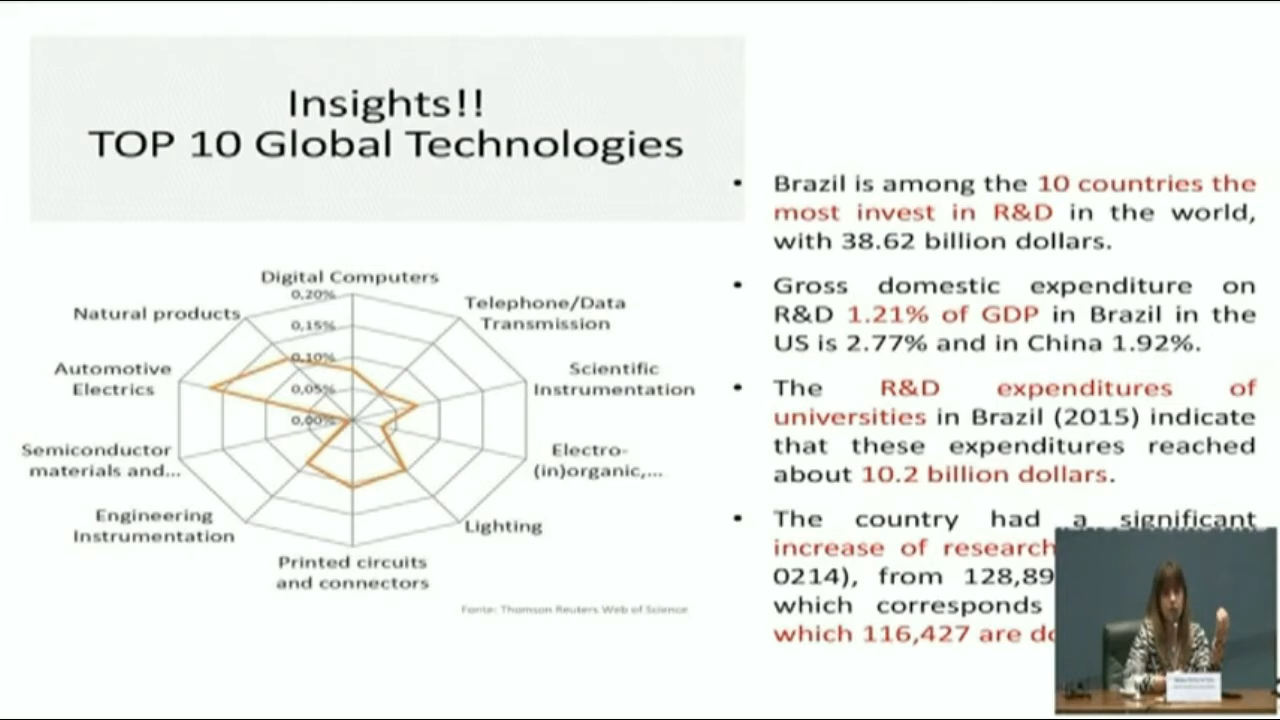 Insights!!
TOP 10 Global Technologies
Digital Computers
0,20%
0,15%
0,10%
0,05%
0,00%
Telephone/Data
Transmission
Scientific
Instrumentation
Electro-
(in)organic,...
Lighting
Printed circuits
and connectors
Engineering
Instrumentation
Semiconductor
materials and...
Automotive
Electrics
Natural products
Fonte: Thomson Reuters Web of Science
• Brazil is among the 10 countries the
most invest in R&D in the world,
with 38.62 billion dollars.
• Gross domestic expenditure on
R&D 1.21% of GDP in Brazil in the
US is 2.77% and in China 1.92%.
• The R&D expenditures of
universities in Brazil (2015) indicate
that these expenditures reached
about 10.2 billion dollars.
• The country had a significant
increase of research
0214), from 128,89
which corresponds
which 116,427 are